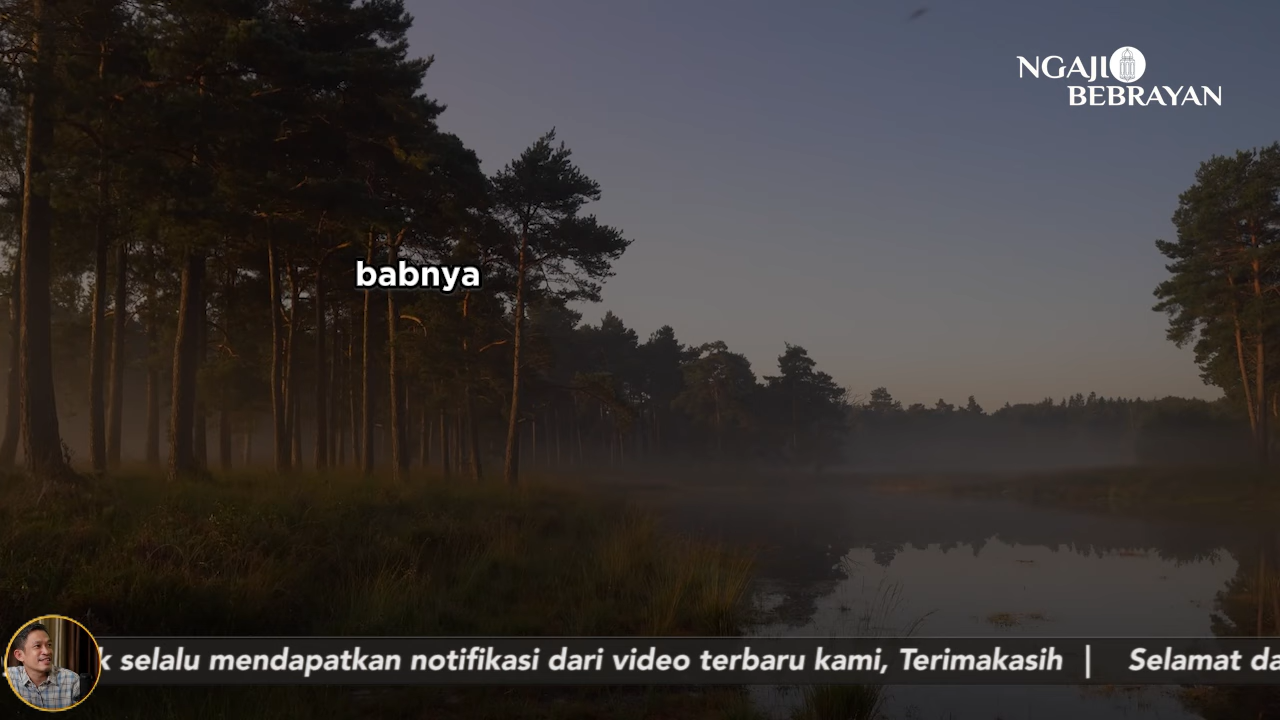 NGAJI
BEBRAYAN
babnya
k selalu mendapatkan notifikasi dari video terbaru kami, Terimakasih | Selamat da